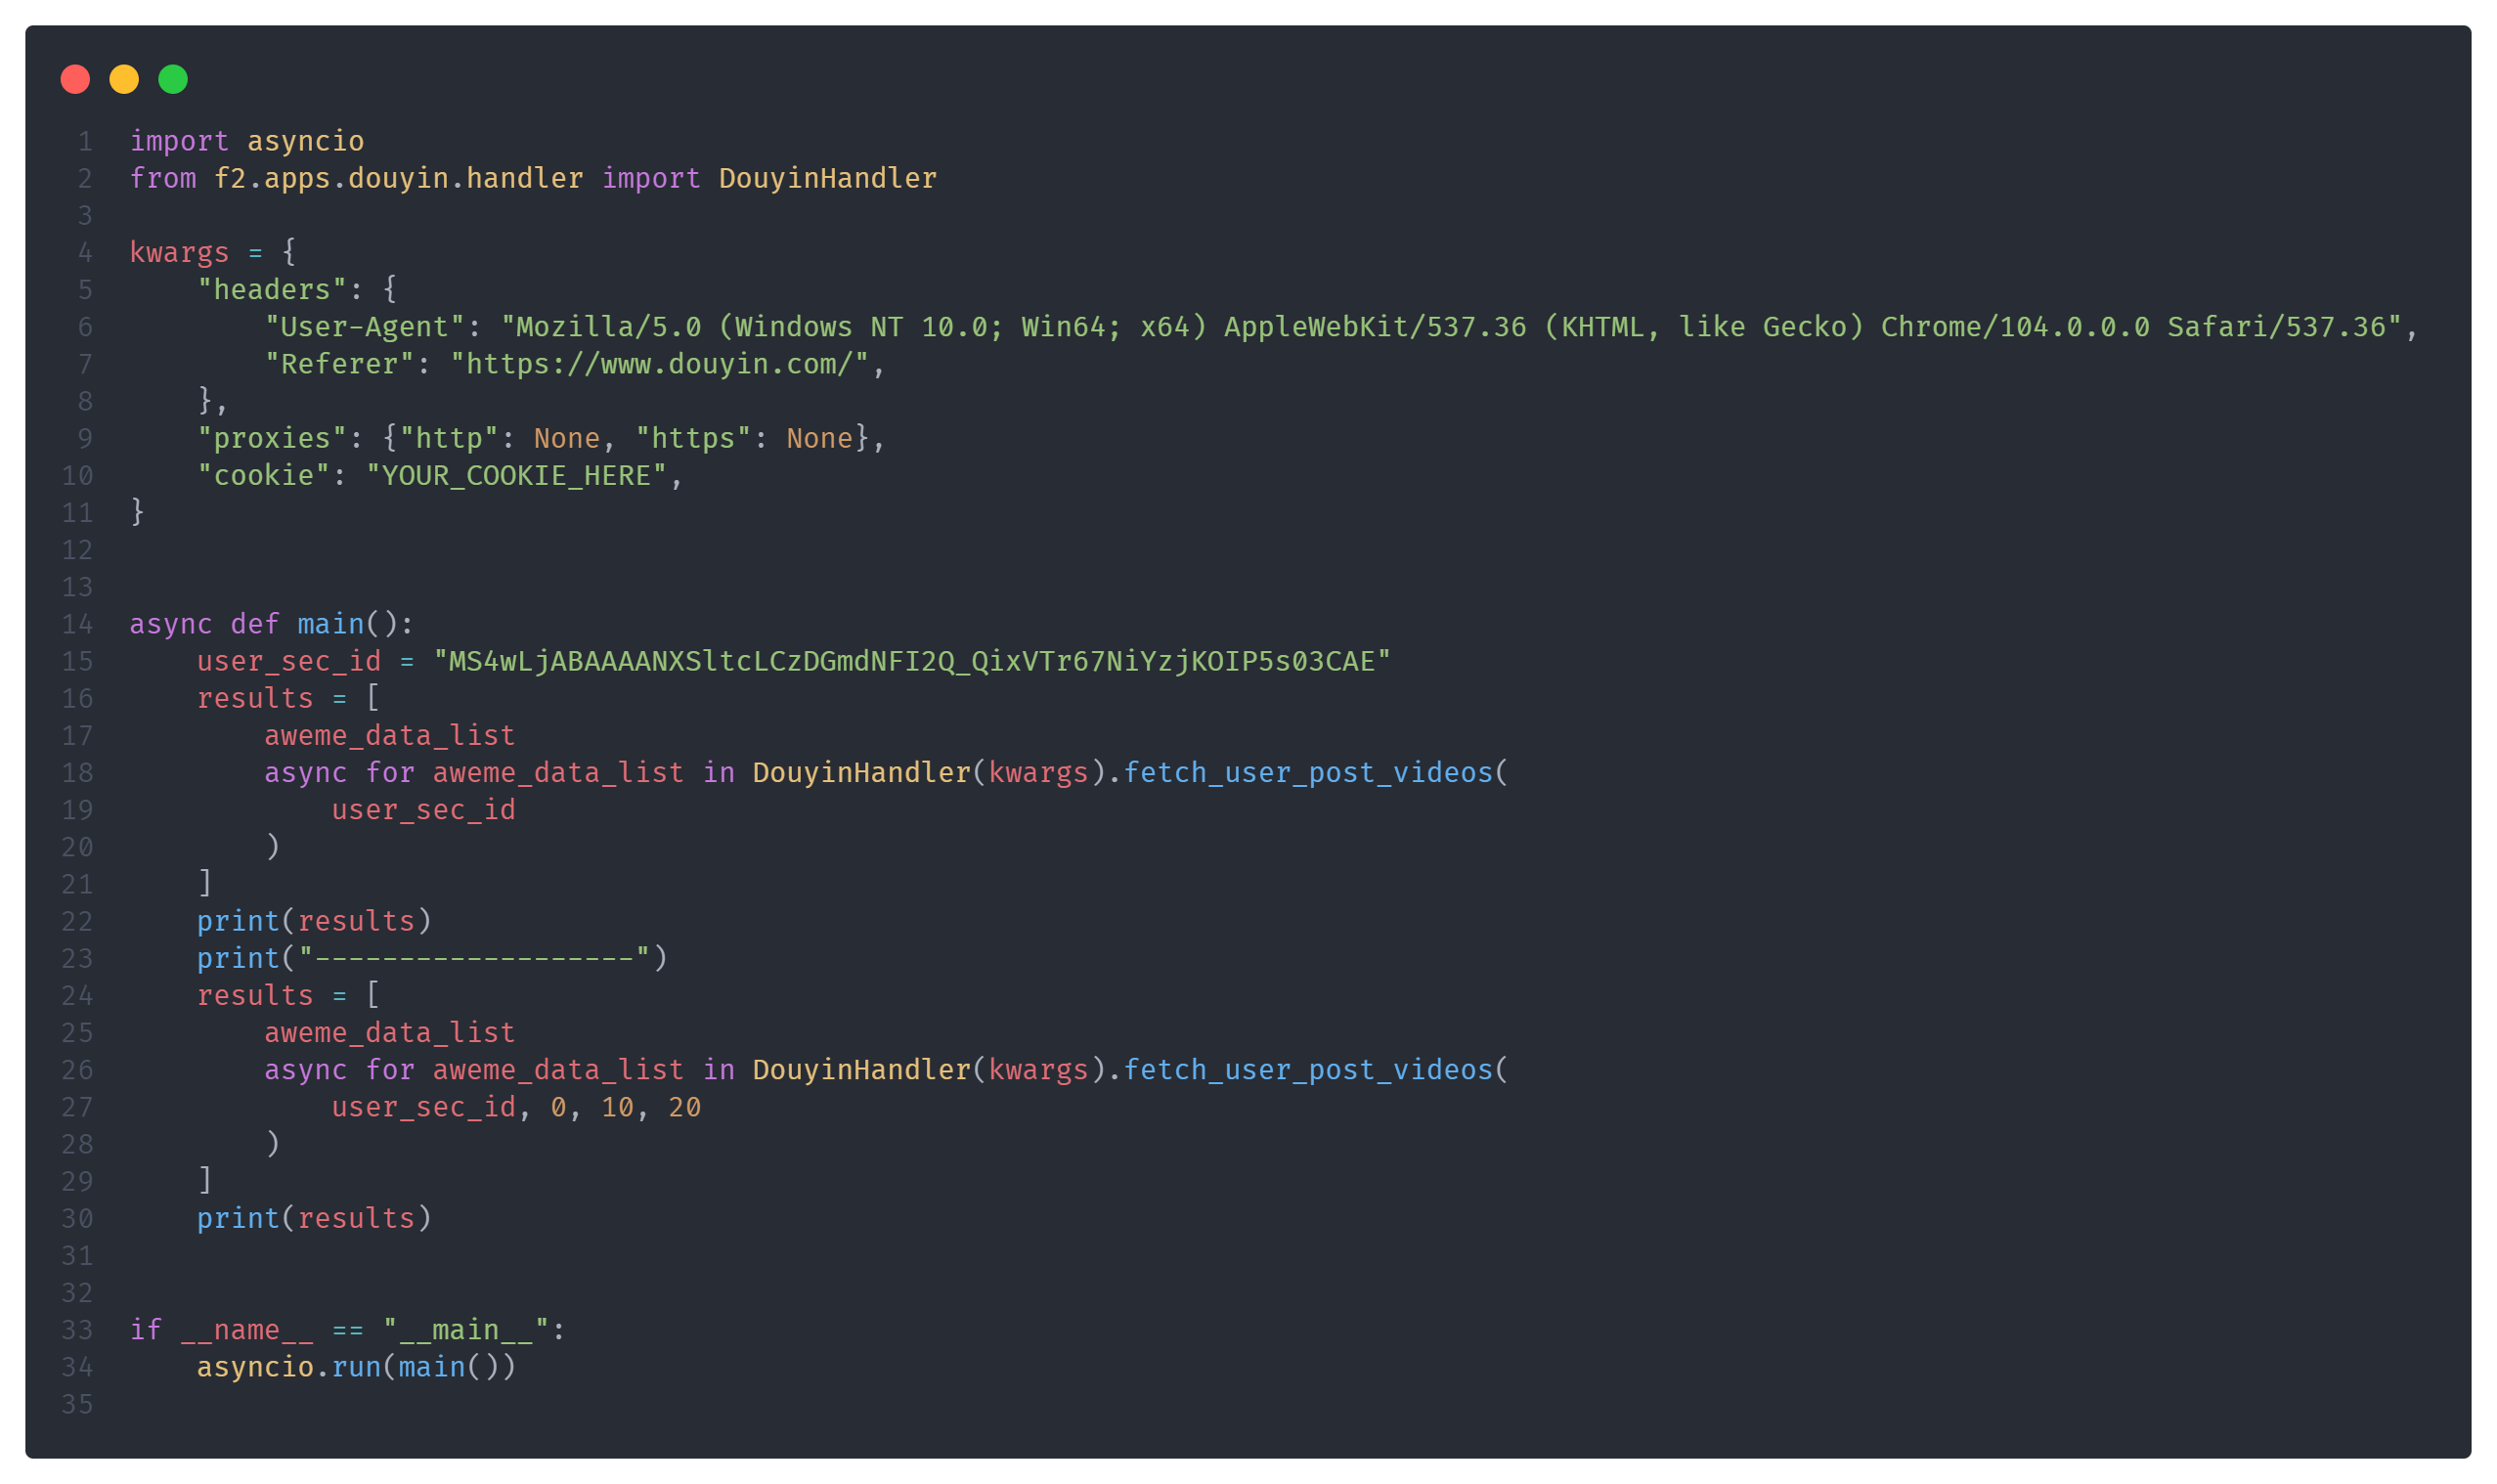 1 import asyncio
2 from f2.apps.douyin.handler import DouyinHandler
3
4 kwargs = {
5     "headers": {
6         "User-Agent": "Mozilla/5.0 (Windows NT 10.0; Win64; x64) AppleWebKit/537.36 (KHTML, like Gecko) Chrome/104.0.0.0 Safari/537.36",
7         "Referer": "https://www.douyin.com/",
8     },
9     "proxies": {"http": None, "https": None},
10     "cookie": "YOUR_COOKIE_HERE",
11 }
12
13
14 async def main():
15     user_sec_id = "MS4wLjABAAAANXSltcLCzDGmdNFI2Q_QixVTr67NiYzjKOIP5s03CAE"
16     results = [
17         aweme_data_list
18         async for aweme_data_list in DouyinHandler(kwargs).fetch_user_post_videos(
19             user_sec_id
20         )
21     ]
22     print(results)
23     print("-------------------")
24     results = [
25         aweme_data_list
26         async for aweme_data_list in DouyinHandler(kwargs).fetch_user_post_videos(
27             user_sec_id, 0, 10, 20
28         )
29     ]
30     print(results)
31
32
33 if __name__ == "__main__":
34     asyncio.run(main())
35